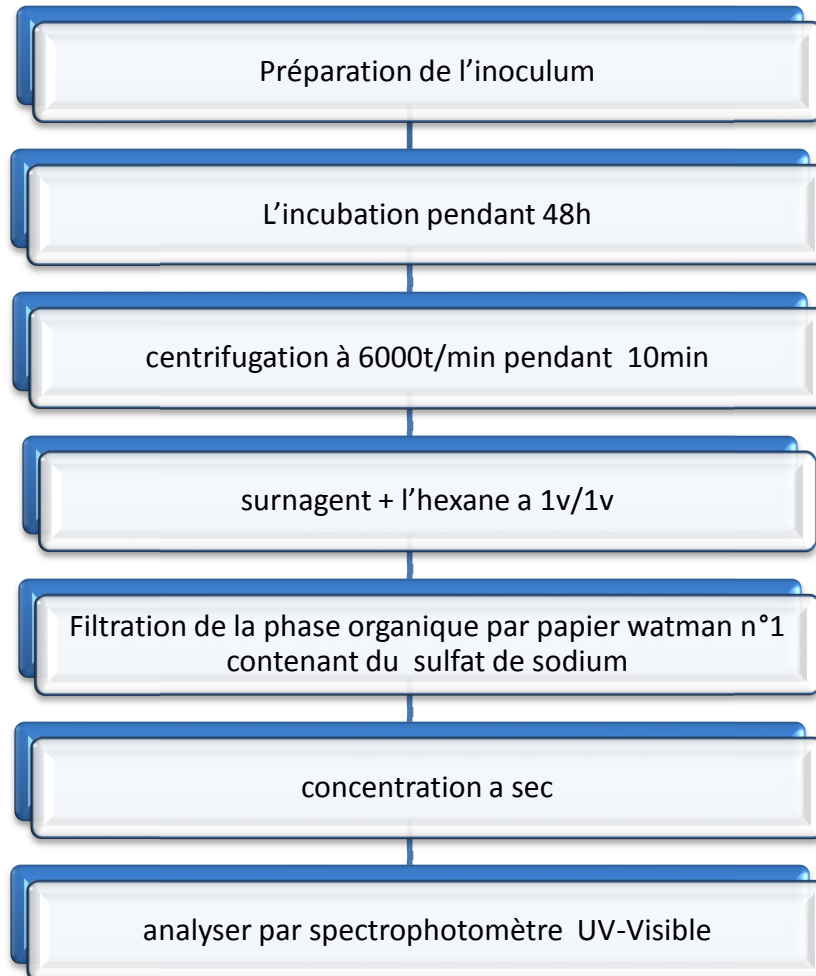 Préparation de l’inoculum
L’incubation pendant 48h
centrifugation à 6000t/min pendant 10min
surnagent + l’hexane a 1v/1v
Filtration de la phase organique par papier watman n°1
contenant du sulfat de sodium
concentration a sec
analyser par spectrophotomètre UV-Visible